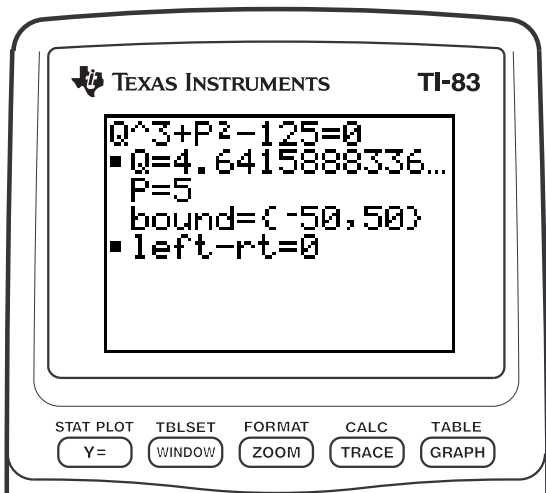 TEXAS INSTRUMENTS TI-83
Q^3+P²-125=0
▪Q=4.6415888336...
P=5
bound={-50,50}
▪left-rt=0
STAT PLOT TBLSET FORMAT CALC TABLE
Y= WINDOW ZOOM TRACE GRAPH